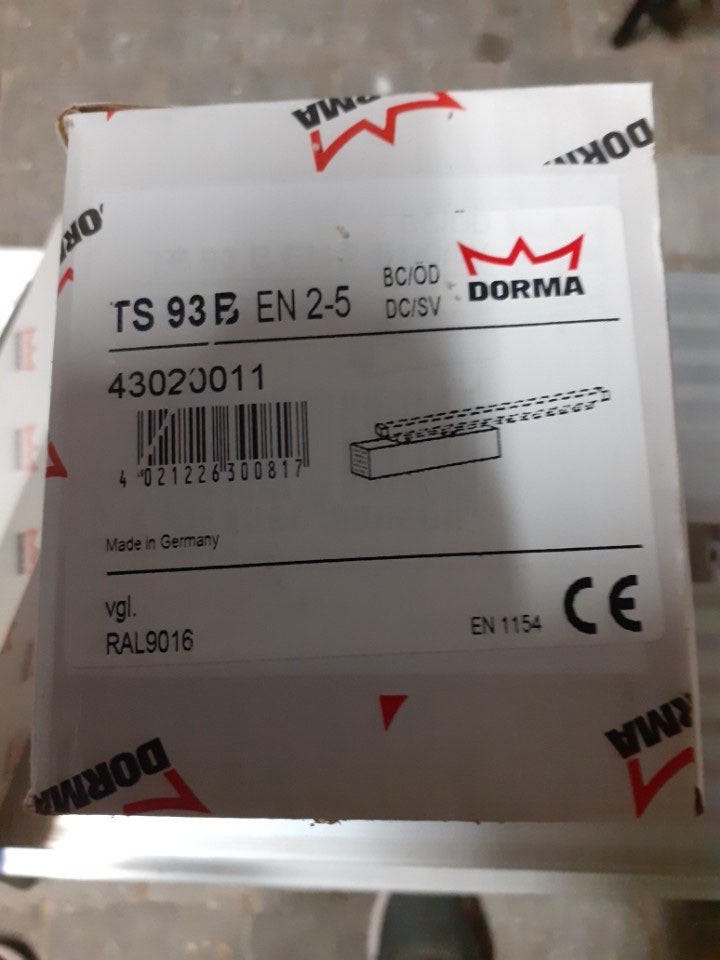 DORMA
DORMA
DORMA
TS 93 B EN 2-5
BC/ÖD
DC/SV
DORMA
43020011
4 021226 300817
Made in Germany
vgl.
RAL9016
EN 1154
CE
DORMA
DORMA